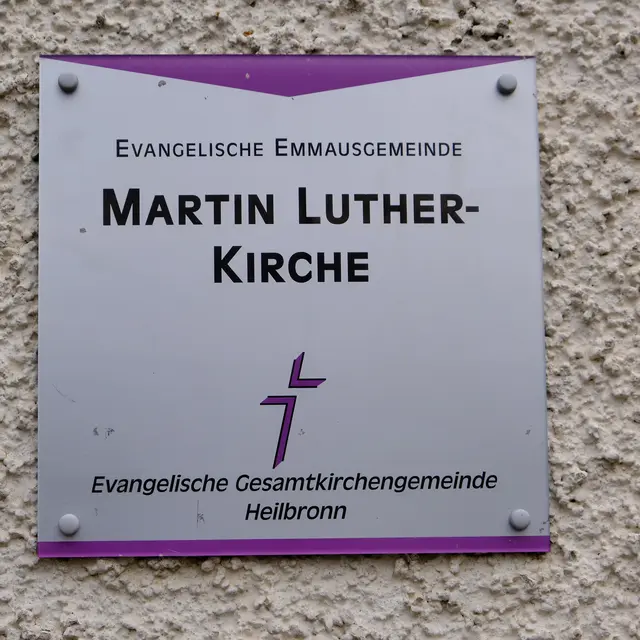 Evangelische Emmausgemeinde
Martin Luther-
Kirche
Evangelische Gesamtkirchengemeinde
Heilbronn